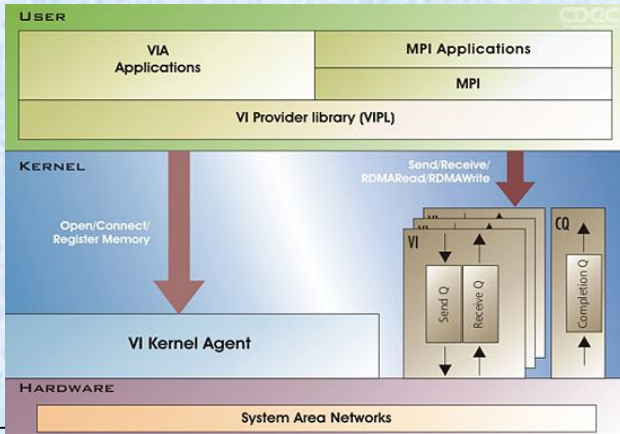 USER
CDAC
VIA
Applications
MPI Applications
MPI
VI Provider library (VIPL)
KERNEL
Send/Receive/
RDMARead/RDMAWrite
Open/Connect/
Register Memory
VI
CQ
Send Q
Receive Q
Completion Q
VI Kernel Agent
HARDWARE
System Area Networks